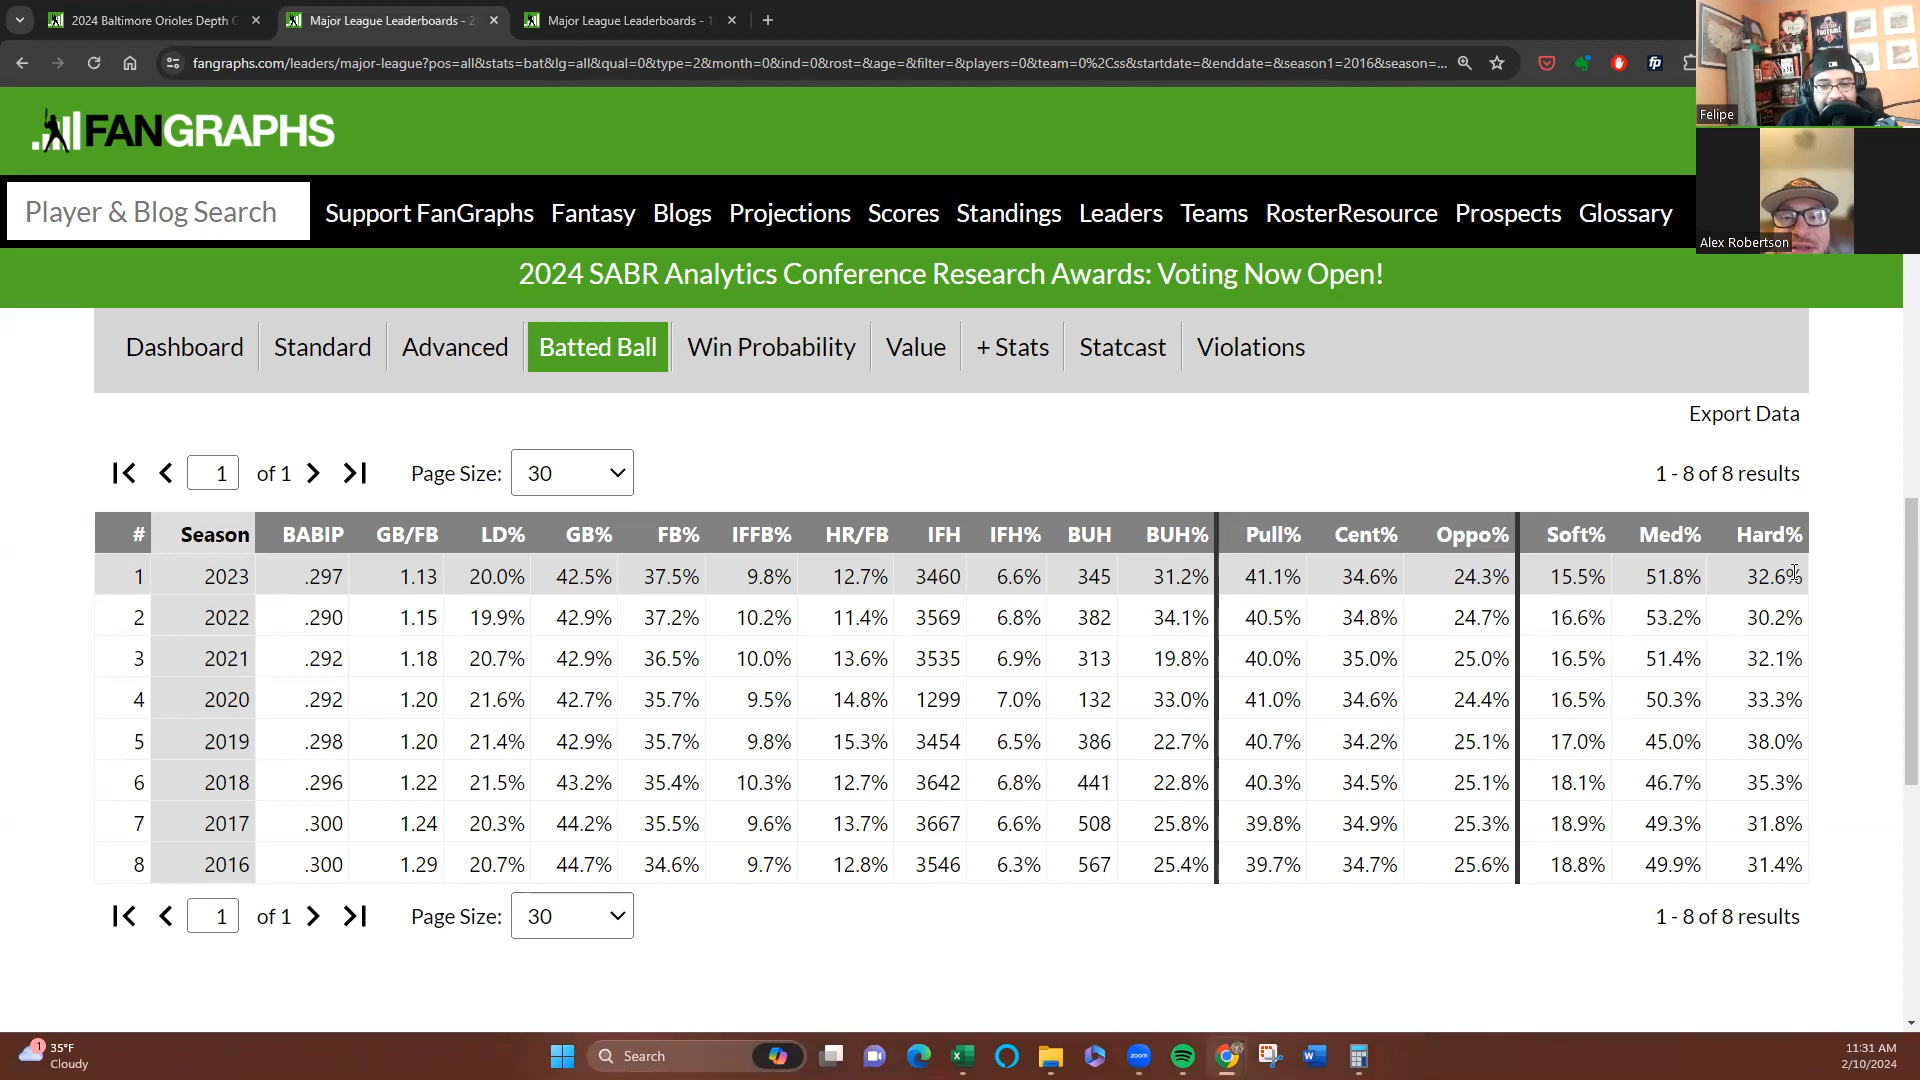 2024 Baltimore Orioles Depth C
Major League Leaderboards - 2
Major League Leaderboards - 1
fangraphs.com/leaders/major-league?pos=all&stats=bat&lg=all&qual=0&type=2&month=0&ind=0&rost=&age=&filter=&players=0&team=0%2Css&startdate=&enddate=&season1=2016&season=...
FANGRAPHS
Felipe
Player & Blog Search Support FanGraphs Fantasy Blogs Projections Scores Standings Leaders Teams RosterResource Prospects Glossary
Alex Robertson
2024 SABR Analytics Conference Research Awards: Voting Now Open!
Dashboard Standard Advanced Batted Ball Win Probability Value + Stats Statcast Violations
Export Data
1 of 1 Page Size: 30 1 - 8 of 8 results
# Season BABIP GB/FB LD% GB% FB% IFFB% HR/FB IFH IFH% BUH BUH% Pull% Cent% Oppo% Soft% Med% Hard%
1 2023 .297 1.13 20.0% 42.5% 37.5% 9.8% 12.7% 3460 6.6% 345 31.2% 41.1% 34.6% 24.3% 15.5% 51.8% 32.6%
2 2022 .290 1.15 19.9% 42.9% 37.2% 10.2% 11.4% 3569 6.8% 382 34.1% 40.5% 34.8% 24.7% 16.6% 53.2% 30.2%
3 2021 .292 1.18 20.7% 42.9% 36.5% 10.0% 13.6% 3535 6.9% 313 19.8% 40.0% 35.0% 25.0% 16.5% 51.4% 32.1%
4 2020 .292 1.20 21.6% 42.7% 35.7% 9.5% 14.8% 1299 7.0% 132 33.0% 41.0% 34.6% 24.4% 16.5% 50.3% 33.3%
5 2019 .298 1.20 21.4% 42.9% 35.7% 9.8% 15.3% 3454 6.5% 386 22.7% 40.7% 34.2% 25.1% 17.0% 45.0% 38.0%
6 2018 .296 1.22 21.5% 43.2% 35.4% 10.3% 12.7% 3642 6.8% 441 22.8% 40.3% 34.5% 25.1% 18.1% 46.7% 35.3%
7 2017 .300 1.24 20.3% 44.2% 35.5% 9.6% 13.7% 3667 6.6% 508 25.8% 39.8% 34.9% 25.3% 18.9% 49.3% 31.8%
8 2016 .300 1.29 20.7% 44.7% 34.6% 9.7% 12.8% 3546 6.3% 567 25.4% 39.7% 34.7% 25.6% 18.8% 49.9% 31.4%
1 of 1 Page Size: 30 1 - 8 of 8 results
1
35°F
Cloudy
Search
zoom
11:31 AM
2/10/2024